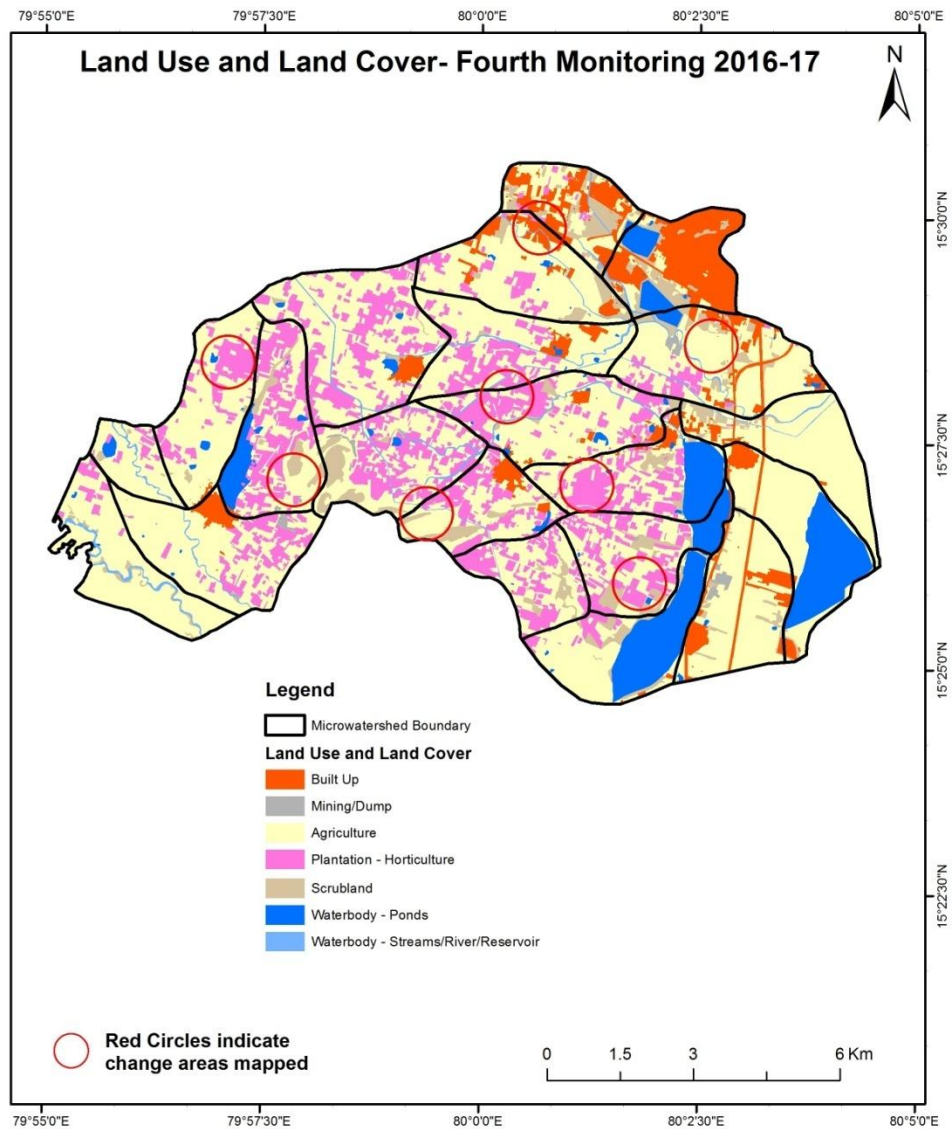 79°55'0"E 79°57'30"E 80°0'0"E 80°2'30"E 80°5'0"E
Land Use and Land Cover- Fourth Monitoring 2016-17
N
15°30'0"N
15°27'30"N
15°25'0"N
Legend
Microwatershed Boundary
Land Use and Land Cover
Built Up
Mining/Dump
Agriculture
Plantation - Horticulture
Scrubland
Waterbody - Ponds
Waterbody - Streams/River/Reservoir
15°22'30"N
Red Circles indicate
change areas mapped
0 1.5 3 6 Km
79°55'0"E 79°57'30"E 80°0'0"E 80°2'30"E 80°5'0"E